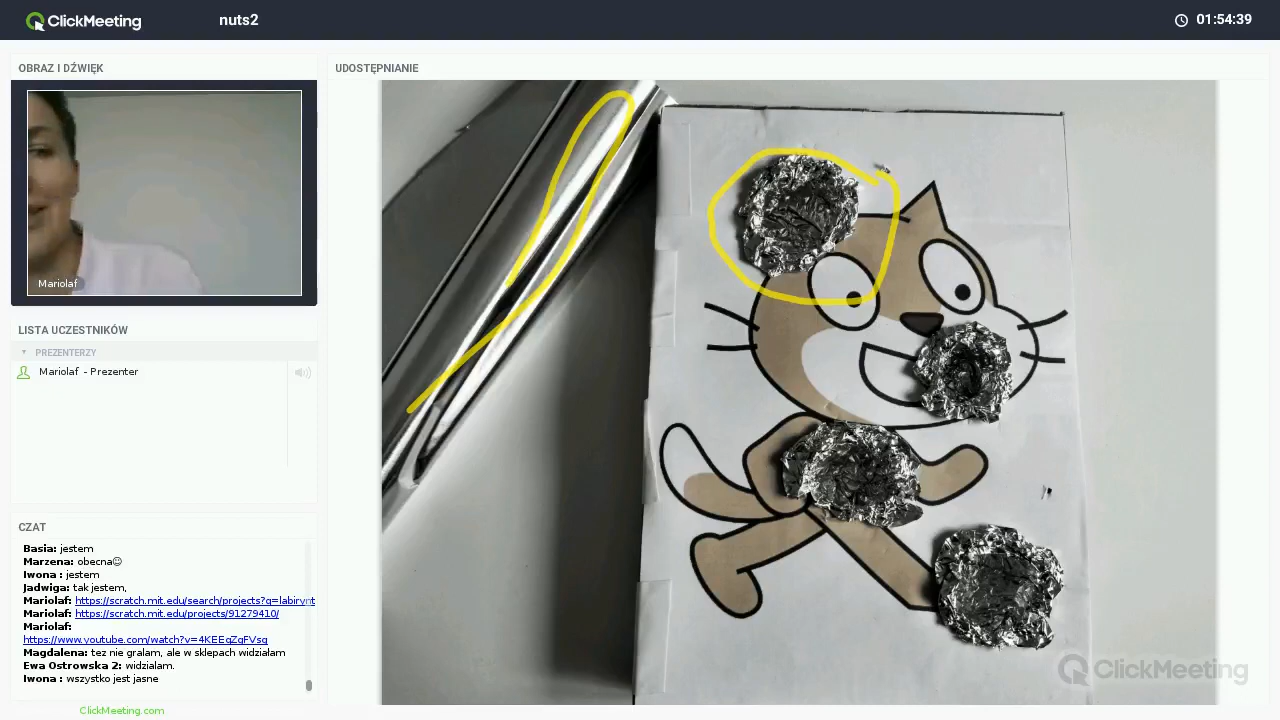 ClickMeeting
nuts2
01:54:39
OBRAZ I DŹWIĘK
UDOSTĘPNIANIE
Mariolaf
LISTA UCZESTNIKÓW
PREZENTERZY
Mariolaf - Prezenter
CZAT
Basia: jestem
Marzena: obecna☺
Iwona : jestem
Jadwiga: tak jestem,
Mariolaf: https://scratch.mit.edu/search/projects?q=labirynt
Mariolaf: https://scratch.mit.edu/projects/91279410/
Mariolaf:
https://www.youtube.com/watch?v=4KEEqZgFVsg
Magdalena: tez nie gralam, ale w sklepach widziałam
Ewa Ostrowska 2: widzialam.
Iwona : wszystko jest jasne
ClickMeeting
ClickMeeting.com